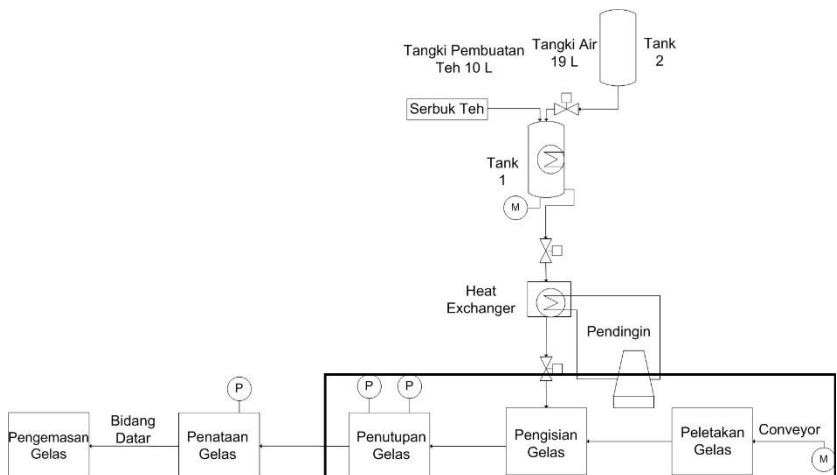 Tangki Pembuatan
Teh 10 L
Tangki Air
19 L
Tank
2
Serbuk Teh
Tank
1
M
Heat
Exchanger
Pendingin
P
P
P
Pengemasan
Gelas
Bidang
Datar
Penataan
Gelas
Penutupan
Gelas
Pengisian
Gelas
Peletakan
Gelas
Conveyor
M